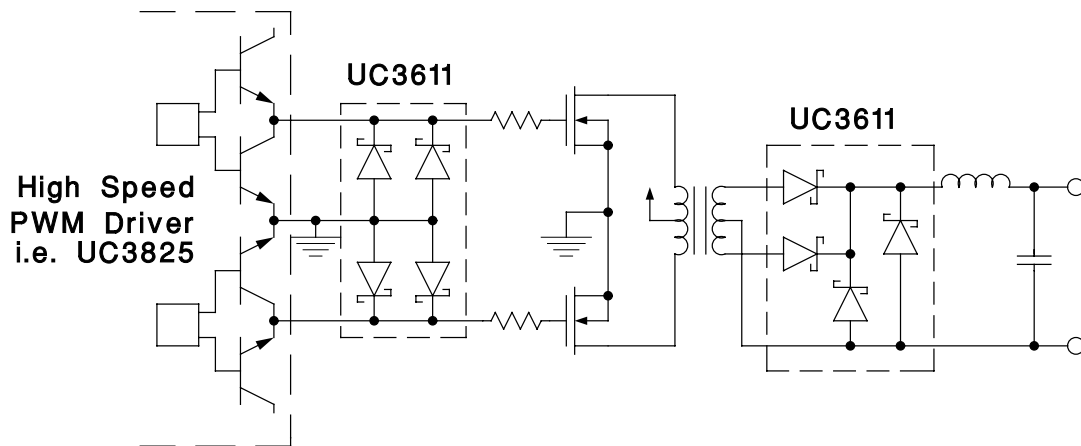 UC3611
UC3611
High Speed
PWM Driver
i.e. UC3825